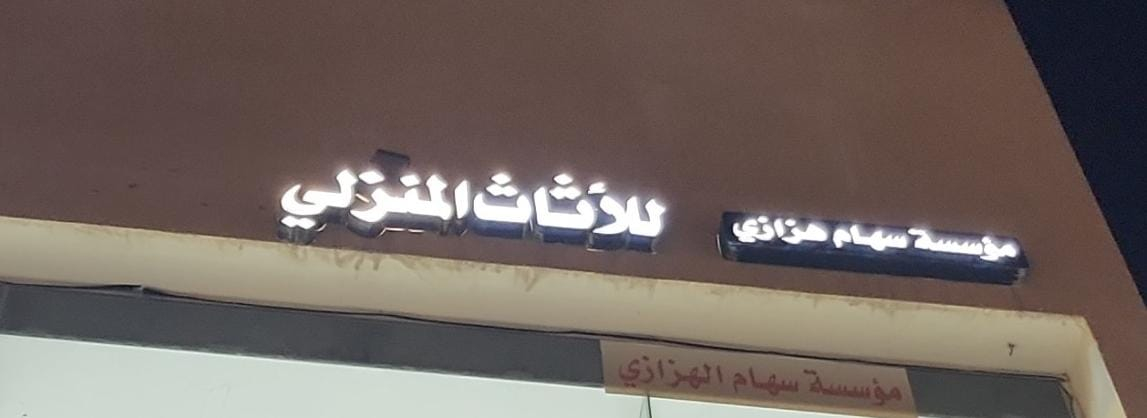 مؤسسة سهام هزازي
للأثاث المنزلي
مؤسسة سهام الهزازي